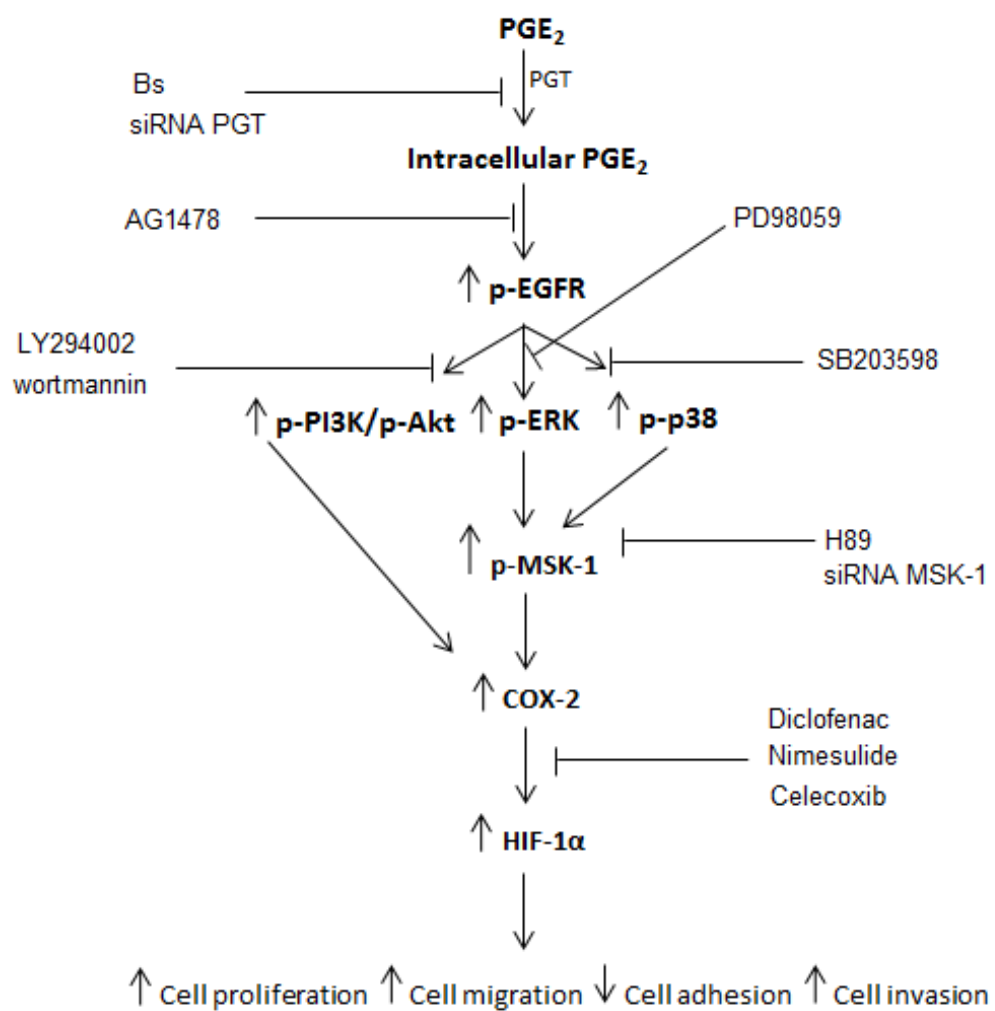 PGE₂
PGT
Bs
siRNA PGT
Intracellular PGE₂
AG1478
PD98059
↑ p-EGFR
LY294002
wortmannin
SB203598
↑ p-PI3K/p-Akt ↑ p-ERK ↑ p-p38
↑ p-MSK-1
H89
siRNA MSK-1
↑ COX-2
Diclofenac
Nimesulide
Celecoxib
↑ HIF-1α
↑ Cell proliferation ↑ Cell migration ↓ Cell adhesion ↑ Cell invasion